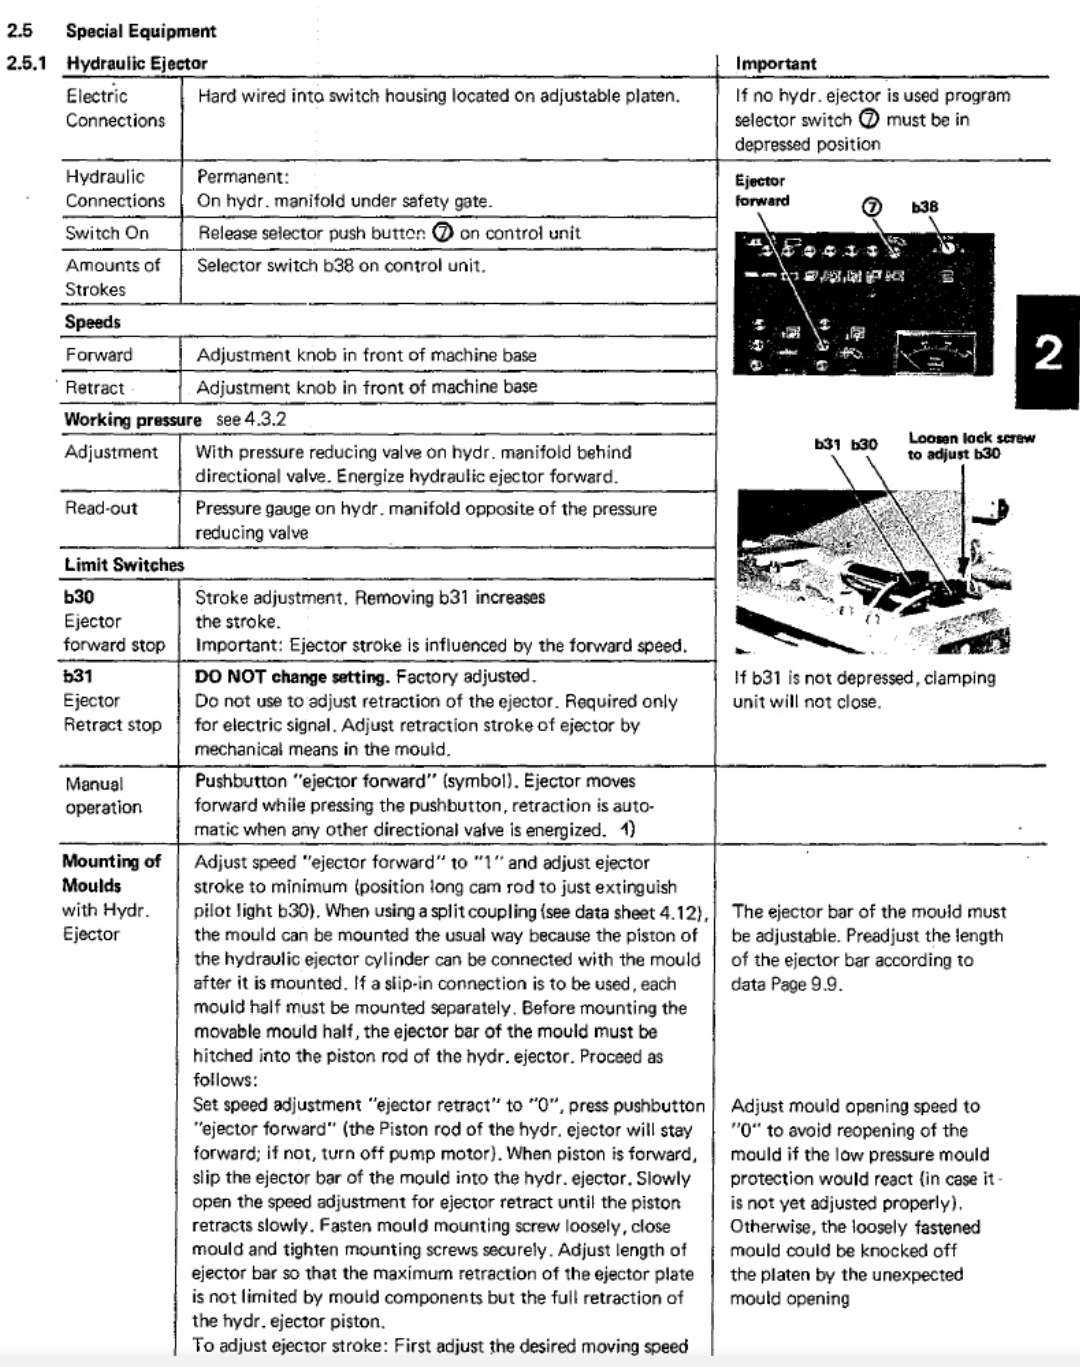 2.5 Special Equipment
2.5.1 Hydraulic Ejector
Important
Electric
Connections
Hard wired into switch housing located on adjustable platen.
If no hydr. ejector is used program
selector switch ⑦ must be in
depressed position
Hydraulic
Connections
Permanent:
On hydr. manifold under safety gate.
Switch On
Release selector push button ⑦ on control unit
Amounts of
Strokes
Selector switch b38 on control unit.
Ejector
forward
⑦
b38
Speeds
Forward
Adjustment knob in front of machine base
Retract
Adjustment knob in front of machine base
2
Working pressure see 4.3.2
Adjustment
With pressure reducing valve on hydr. manifold behind
directional valve. Energize hydraulic ejector forward.
Read-out
Pressure gauge on hydr. manifold opposite of the pressure
reducing valve
b31 b30
Loosen lock screw
to adjust b30
Limit Switches
b30
Ejector
forward stop
Stroke adjustment. Removing b31 increases
the stroke.
Important: Ejector stroke is influenced by the forward speed.
b31
Ejector
Retract stop
DO NOT change setting. Factory adjusted.
Do not use to adjust retraction of the ejector. Required only
for electric signal. Adjust retraction stroke of ejector by
mechanical means in the mould.
If b31 is not depressed, clamping
unit will not close.
Manual
operation
Pushbutton "ejector forward" (symbol). Ejector moves
forward while pressing the pushbutton, retraction is auto-
matic when any other directional valve is energized. 1)
Mounting of
Moulds
with Hydr.
Ejector
Adjust speed "ejector forward" to "1" and adjust ejector
stroke to minimum (position long cam rod to just extinguish
pilot light b30). When using a split coupling (see data sheet 4.12),
the mould can be mounted the usual way because the piston of
the hydraulic ejector cylinder can be connected with the mould
after it is mounted. If a slip-in connection is to be used, each
mould half must be mounted separately. Before mounting the
movable mould half, the ejector bar of the mould must be
hitched into the piston rod of the hydr. ejector. Proceed as
follows:
Set speed adjustment "ejector retract" to "0", press pushbutton
"ejector forward" (the Piston rod of the hydr. ejector will stay
forward; if not, turn off pump motor). When piston is forward,
slip the ejector bar of the mould into the hydr. ejector. Slowly
open the speed adjustment for ejector retract until the piston
retracts slowly. Fasten mould mounting screw loosely, close
mould and tighten mounting screws securely. Adjust length of
ejector bar so that the maximum retraction of the ejector plate
is not limited by mould components but the full retraction of
the hydr. ejector piston.
To adjust ejector stroke: First adjust the desired moving speed
The ejector bar of the mould must
be adjustable. Preadjust the length
of the ejector bar according to
data Page 9.9.
Adjust mould opening speed to
"0" to avoid reopening of the
mould if the low pressure mould
protection would react (in case it
is not yet adjusted properly).
Otherwise, the loosely fastened
mould could be knocked off
the platen by the unexpected
mould opening